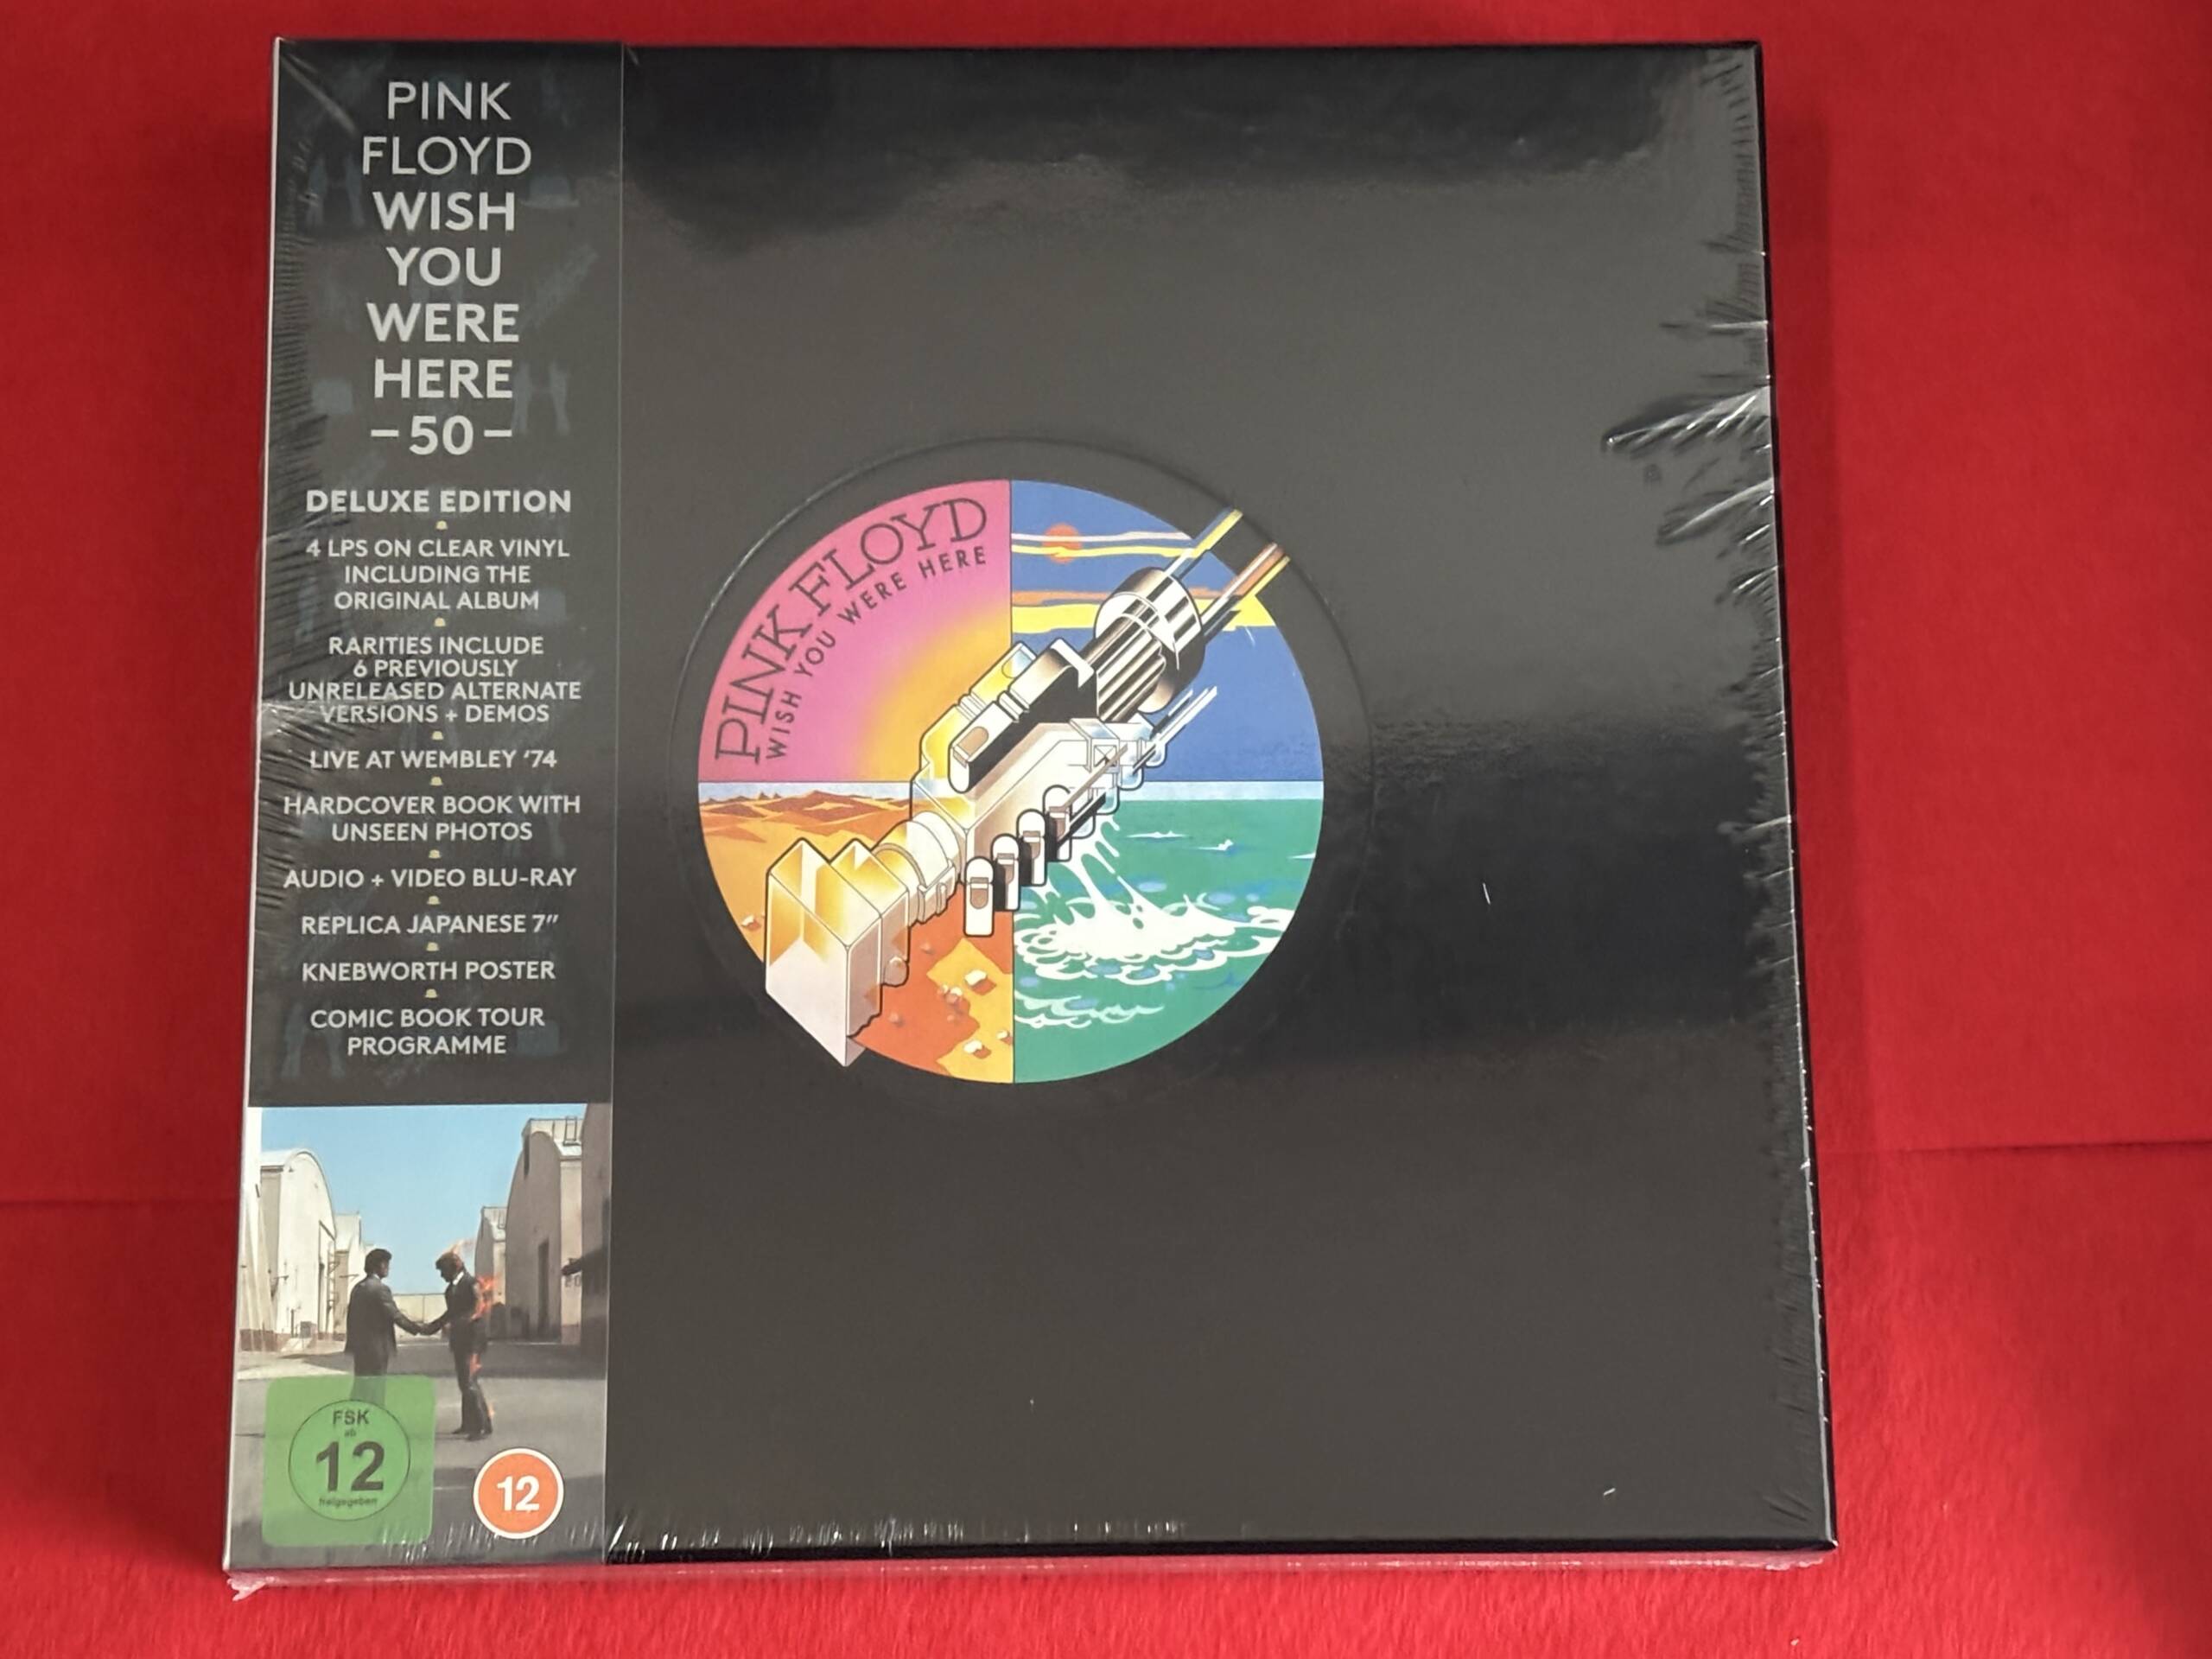 PINK
FLOYD
WISH
YOU
WERE
HERE
–50–
DELUXE EDITION
4 LPS ON CLEAR VINYL
INCLUDING THE
ORIGINAL ALBUM
RARITIES INCLUDE
6 PREVIOUSLY
UNRELEASED ALTERNATE
VERSIONS + DEMOS
LIVE AT WEMBLEY '74
HARDCOVER BOOK WITH
UNSEEN PHOTOS
AUDIO + VIDEO BLU-RAY
REPLICA JAPANESE 7"
KNEBWORTH POSTER
COMIC BOOK TOUR
PROGRAMME
FSK
ab
12
freigegeben
12
PINK FLOYD
WISH YOU WERE HERE